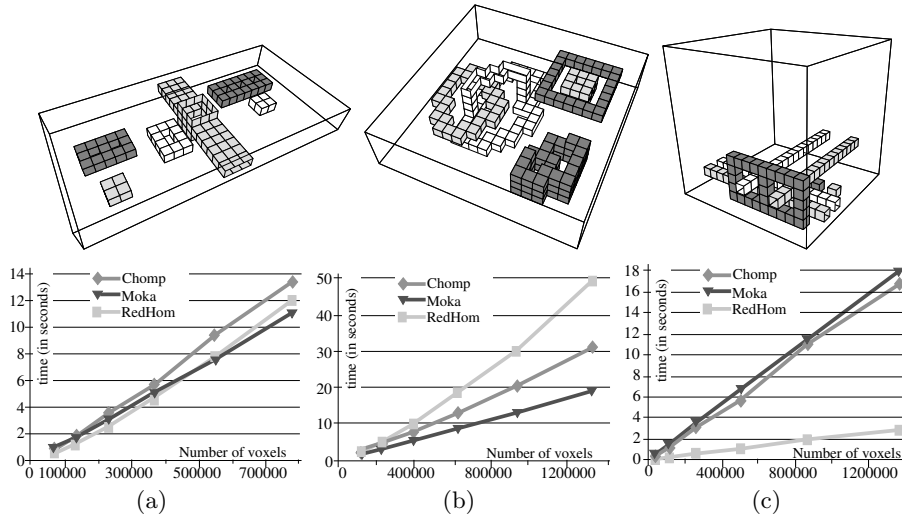 14
12
10
8
6
4
2
0
time (in seconds)
Chomp
Moka
RedHom
Number of voxels
100000
300000
500000
700000
(a)
50
40
30
20
10
0
time (in seconds)
Chomp
Moka
RedHom
Number of voxels
0
400000
800000
1200000
(b)
18
16
14
12
10
8
6
4
2
0
time (in seconds)
Chomp
Moka
RedHom
Number of voxels
0
400000
800000
1200000
(c)